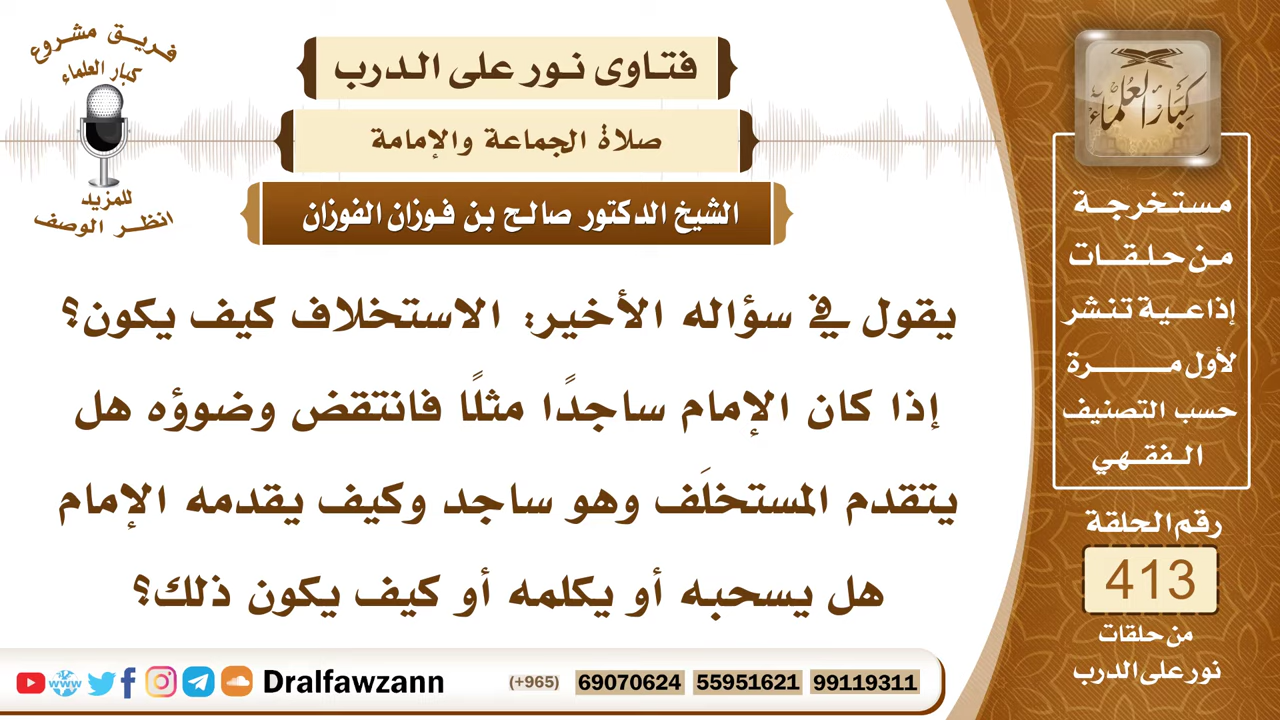 فريق مشروع
كبار العلماء
للمزيد
انظر الوصف
فتاوى نور على الدرب
صلاة الجماعة والإمامة
الشيخ الدكتور صالح بن فوزان الفوزان
يقول في سؤاله الأخير: الاستخلاف كيف يكون؟
إذا كان الإمام ساجدًا مثلًا فانتقض وضوؤه هل
يتقدم المستخلَف وهو ساجد وكيف يقدمه الإمام
هل يسحبه أو يكلمه أو كيف يكون ذلك؟
كبار العلماء
مستخرجة
من حلقات
إذاعية تنشر
لأول مرة
حسب التصنيف
الفقهي
رقم الحلقة
413
من حلقات
نور على الدرب
www
Dralfawzann
(+965) 69070624 55951621 99119311